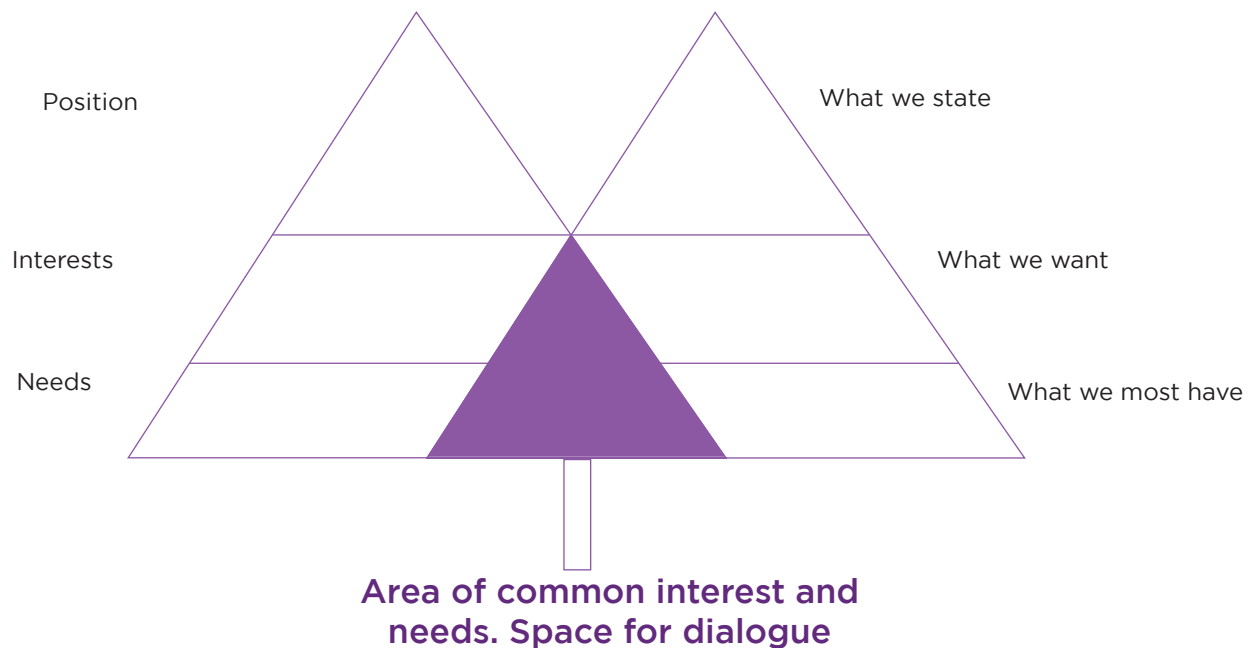 Position
What we state
Interests
What we want
Needs
What we most have
Area of common interest and
needs. Space for dialogue